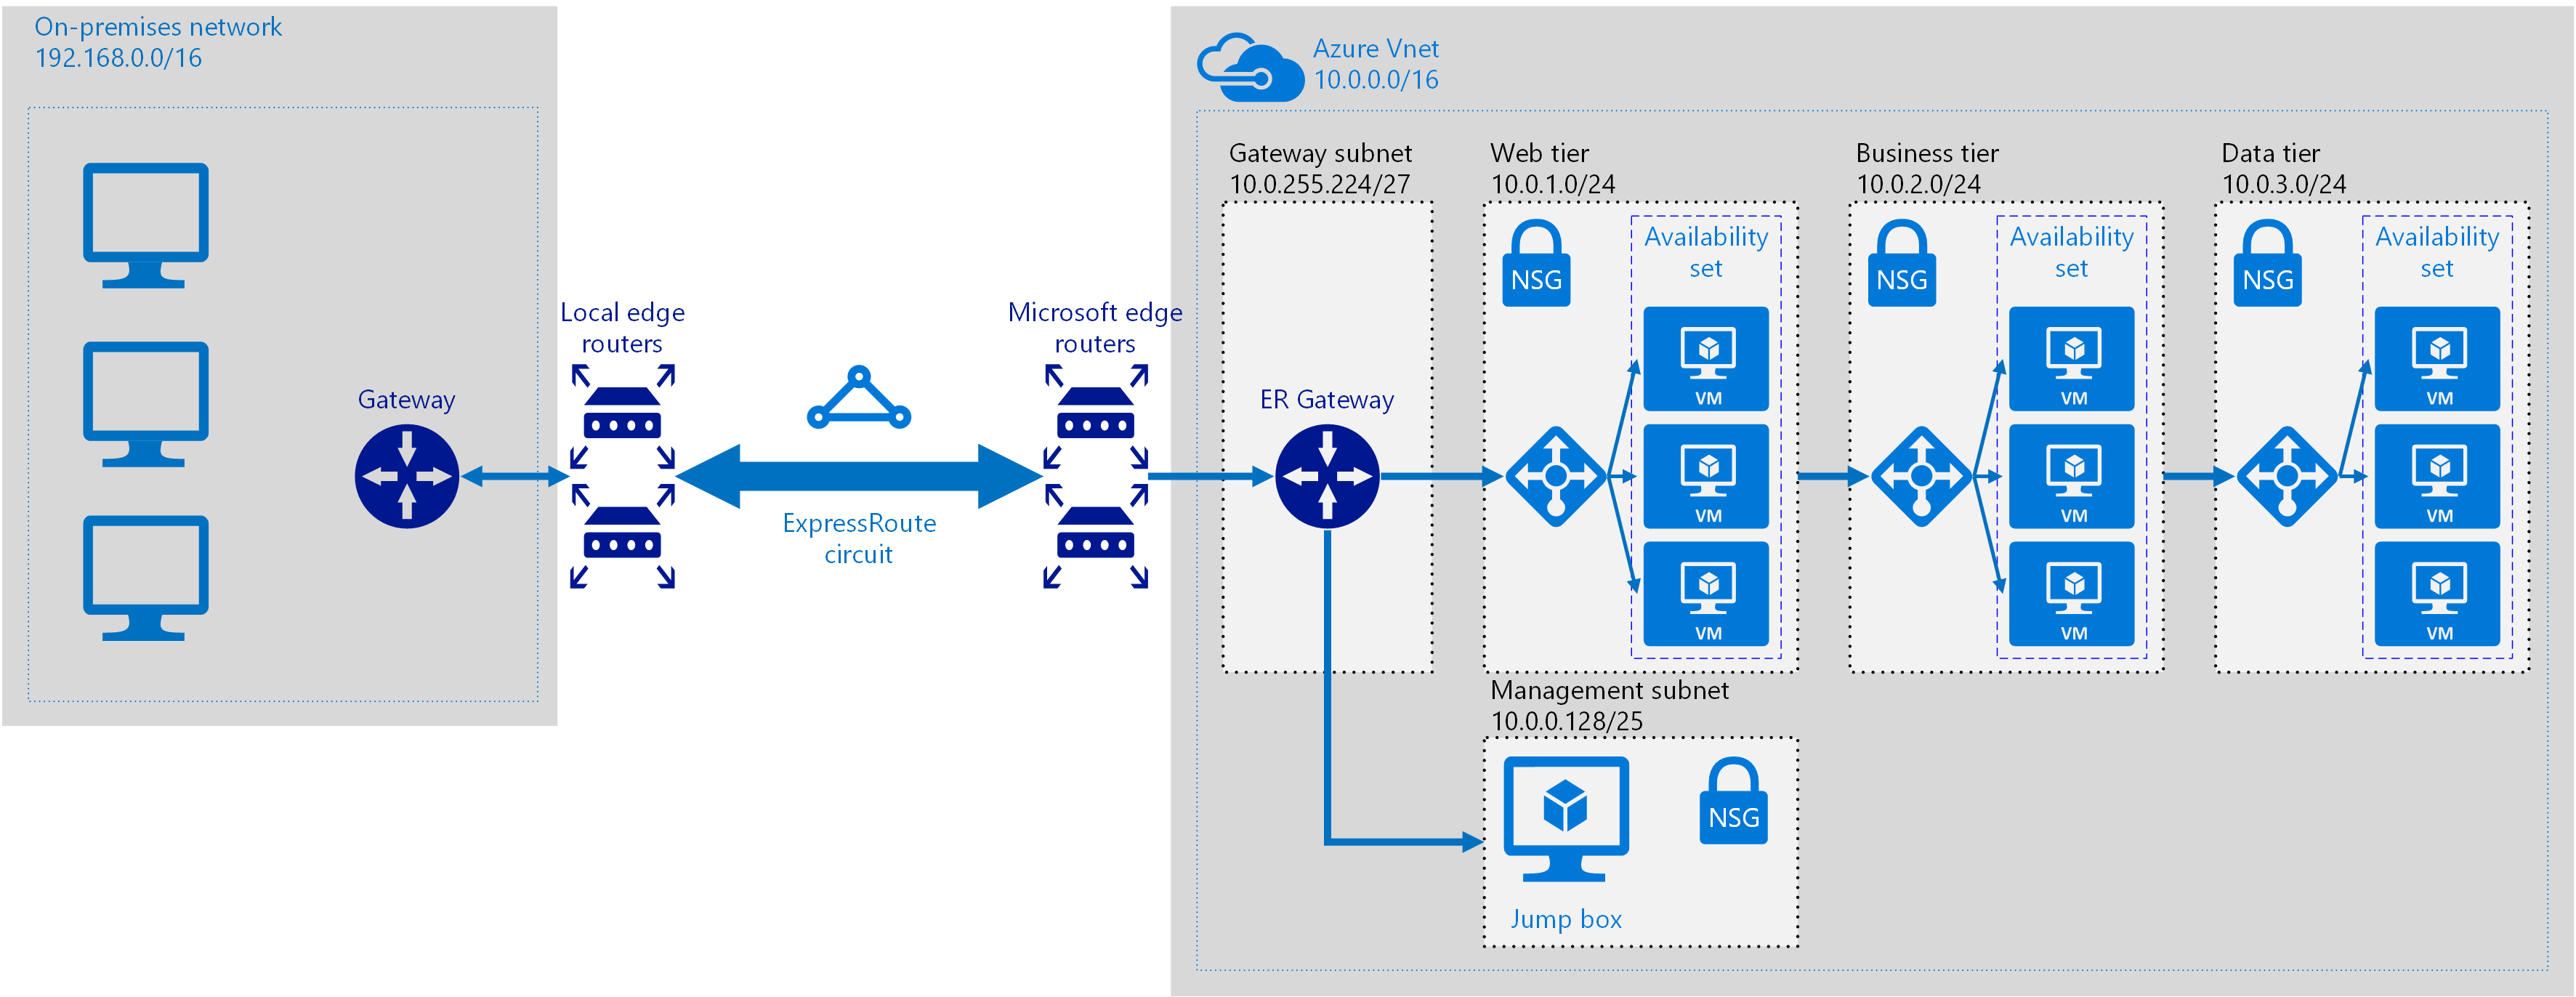 On-premises network
192.168.0.0/16
Gateway
Local edge
routers
ExpressRoute
circuit
Microsoft edge
routers
Azure Vnet
10.0.0.0/16
Gateway subnet
10.0.255.224/27
ER Gateway
Web tier
10.0.1.0/24
NSG
Availability
set
VM
VM
VM
Business tier
10.0.2.0/24
NSG
Availability
set
VM
VM
VM
Data tier
10.0.3.0/24
NSG
Availability
set
VM
VM
VM
Management subnet
10.0.0.128/25
NSG
Jump box